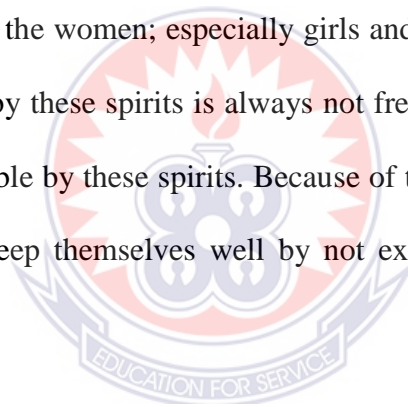 the women; especially girls and
by these spirits is always not fre
ble by these spirits. Because of t
eep themselves well by not ex
EDUCATION FOR SERVICE